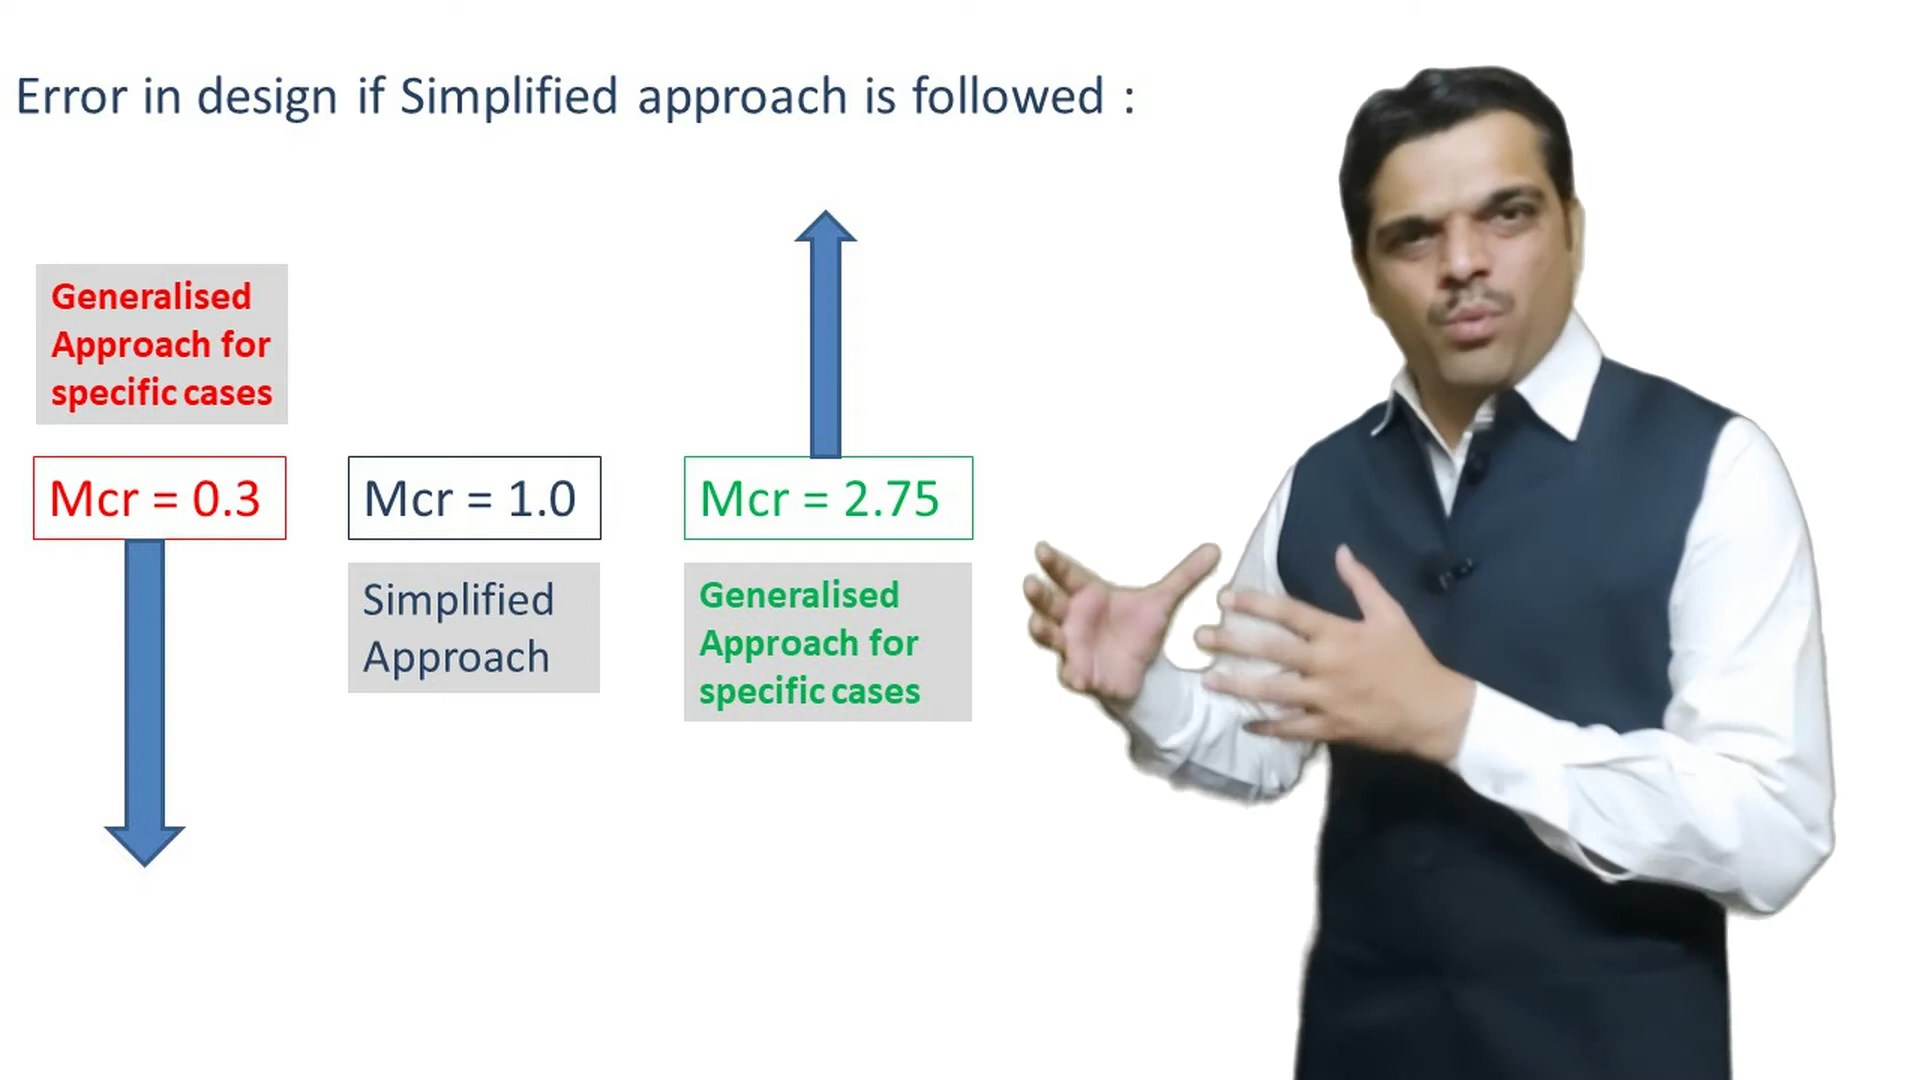 Error in design if Simplified approach is followed :
Generalised
Approach for
specific cases
Mcr = 0.3
Mcr = 1.0
Simplified
Approach
Mcr = 2.75
Generalised
Approach for
specific cases